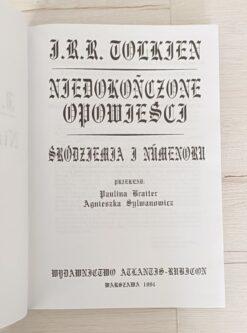 J.R.R. TOLKIEN
NIEDOKOŃCZONE
OPOWIEŚCI
ŚRÓDZIEMIA I NÚMENORU
PRZEKŁAD:
Paulina Braiter
Agnieszka Sylwanowicz
WYDAWNICTWO ATLANTIS-RUBICON
WARSZAWA 1994